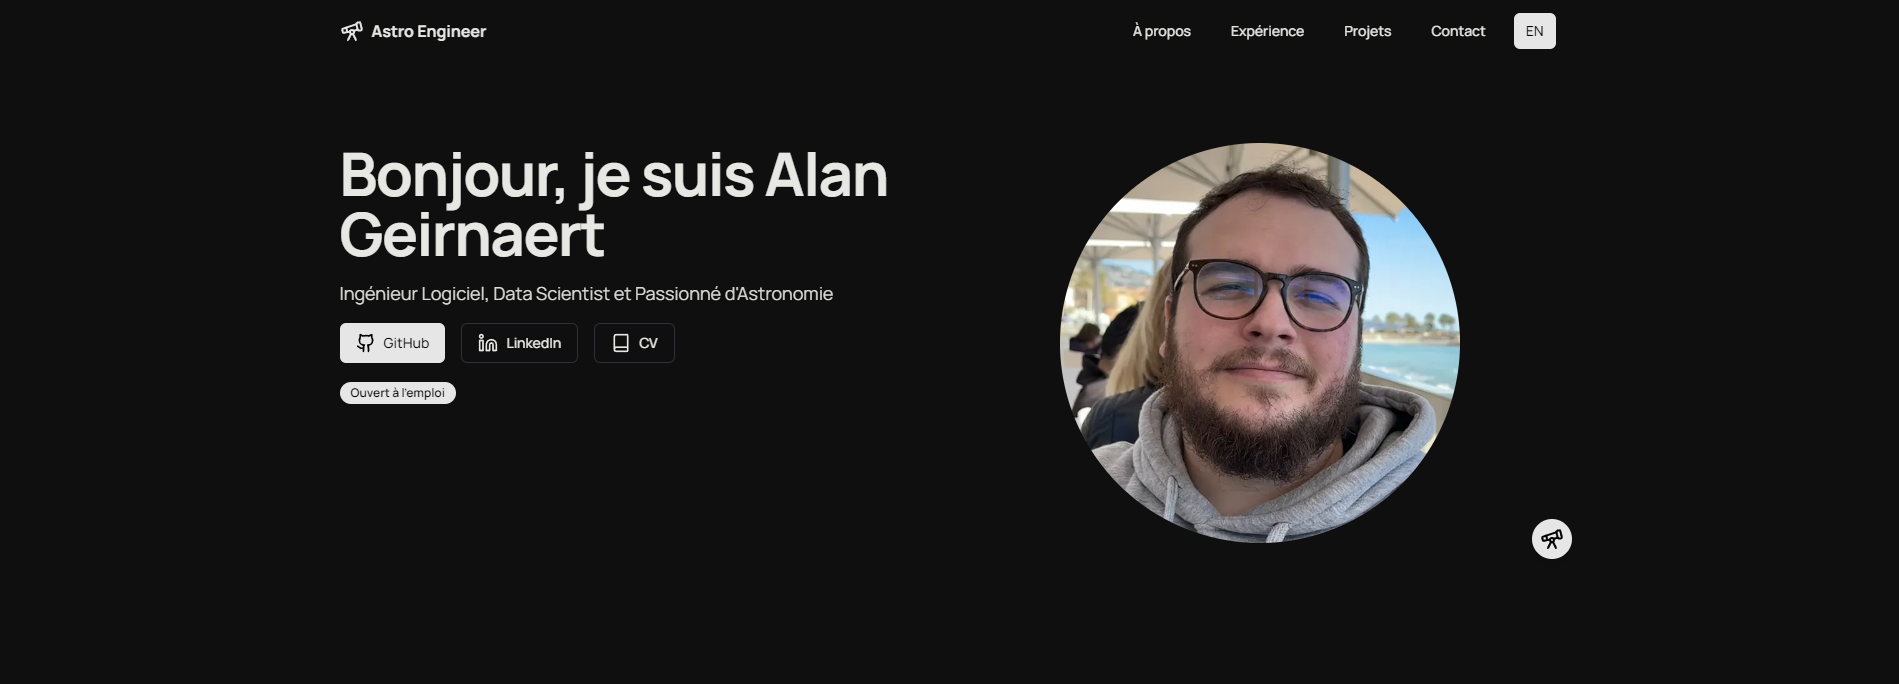 Astro Engineer
À propos
Expérience
Projets
Contact
EN
Bonjour, je suis Alan
Geirnaert
Ingénieur Logiciel, Data Scientist et Passionné d'Astronomie
GitHub
LinkedIn
CV
Ouvert à l'emploi